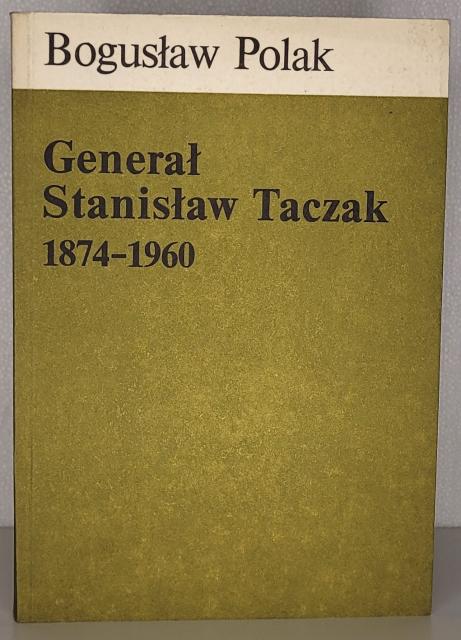 Bogusław Polak
Generał
Stanisław Taczak
1874–1960